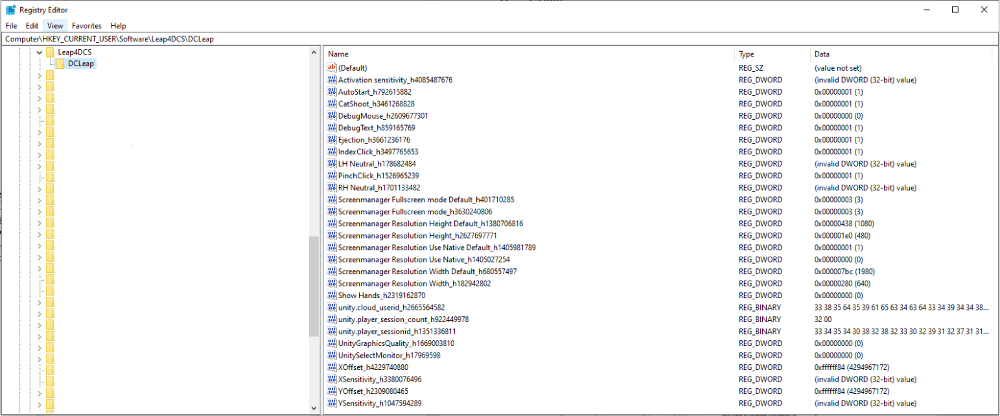 Registry Editor
File Edit View Favorites Help
Computer\HKEY_CURRENT_USER\Software\Leap4DCS\DCLeap
Leap4DCS
DCLeap
Name Type Data
(Default) REG_SZ (value not set)
Activation sensitivity_h4085487676 REG_DWORD (invalid DWORD (32-bit) value)
AutoStart_h792615882 REG_DWORD 0x00000001 (1)
CatShoot_h3461268828 REG_DWORD 0x00000001 (1)
DebugMouse_h2609677301 REG_DWORD 0x00000000 (0)
DebugText_h859165769 REG_DWORD 0x00000001 (1)
Ejection_h3661236176 REG_DWORD 0x00000001 (1)
IndexClick_h3497765653 REG_DWORD 0x00000001 (1)
LH Neutral_h178682484 REG_DWORD (invalid DWORD (32-bit) value)
PinchClick_h1526965239 REG_DWORD 0x00000001 (1)
RH Neutral_h1701133482 REG_DWORD (invalid DWORD (32-bit) value)
Screenmanager Fullscreen mode Default_h401710285 REG_DWORD 0x00000003 (3)
Screenmanager Fullscreen mode_h3630240806 REG_DWORD 0x00000003 (3)
Screenmanager Resolution Height Default_h1380706816 REG_DWORD 0x00000438 (1080)
Screenmanager Resolution Height_h2627697771 REG_DWORD 0x000001e0 (480)
Screenmanager Resolution Use Native Default_h1405981789 REG_DWORD 0x00000001 (1)
Screenmanager Resolution Use Native_h1405027254 REG_DWORD 0x00000000 (0)
Screenmanager Resolution Width Default_h680557497 REG_DWORD 0x000007bc (1980)
Screenmanager Resolution Width_h182942802 REG_DWORD 0x00000280 (640)
Show Hands_h2319162870 REG_DWORD 0x00000000 (0)
unity.cloud_userid_h2665564582 REG_BINARY 33 38 35 64 35 39 61 65 63 34 63 64 33 34 39 34 34 38...
unity.player_session_count_h922449978 REG_BINARY 32 00
unity.player_sessionid_h1351336811 REG_BINARY 33 34 35 34 30 38 32 38 32 33 30 32 39 31 32 37 31 31...
UnityGraphicsQuality_h1669003810 REG_DWORD 0x00000000 (0)
UnitySelectMonitor_h17969598 REG_DWORD 0x00000000 (0)
XOffset_h4229740880 REG_DWORD 0xffffff84 (4294967172)
XSensitivity_h3380076496 REG_DWORD (invalid DWORD (32-bit) value)
YOffset_h2309080465 REG_DWORD 0xffffff84 (4294967172)
YSensitivity_h1047594289 REG_DWORD (invalid DWORD (32-bit) value)